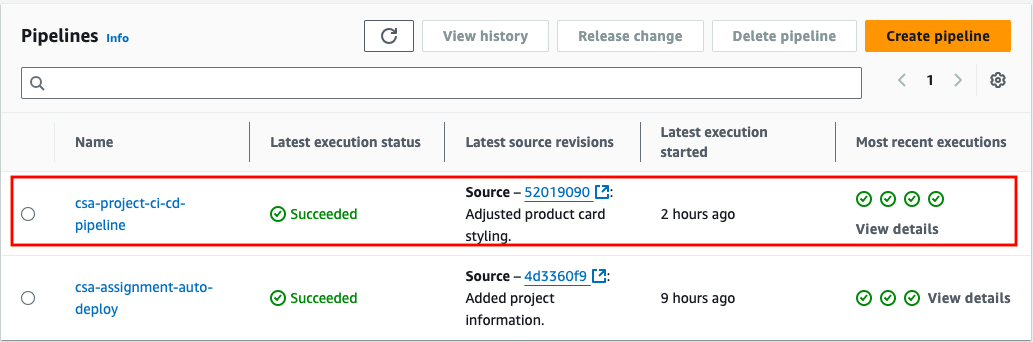 Pipelines Info
View history
Release change
Delete pipeline
Create pipeline
1
Name
Latest execution status
Latest source revisions
Latest execution
started
Most recent executions
csa-project-ci-cd-
pipeline
Succeeded
Source – 52019090 :
Adjusted product card
styling.
2 hours ago
View details
csa-assignment-auto-
deploy
Succeeded
Source – 4d3360f9 :
Added project
information.
9 hours ago
View details